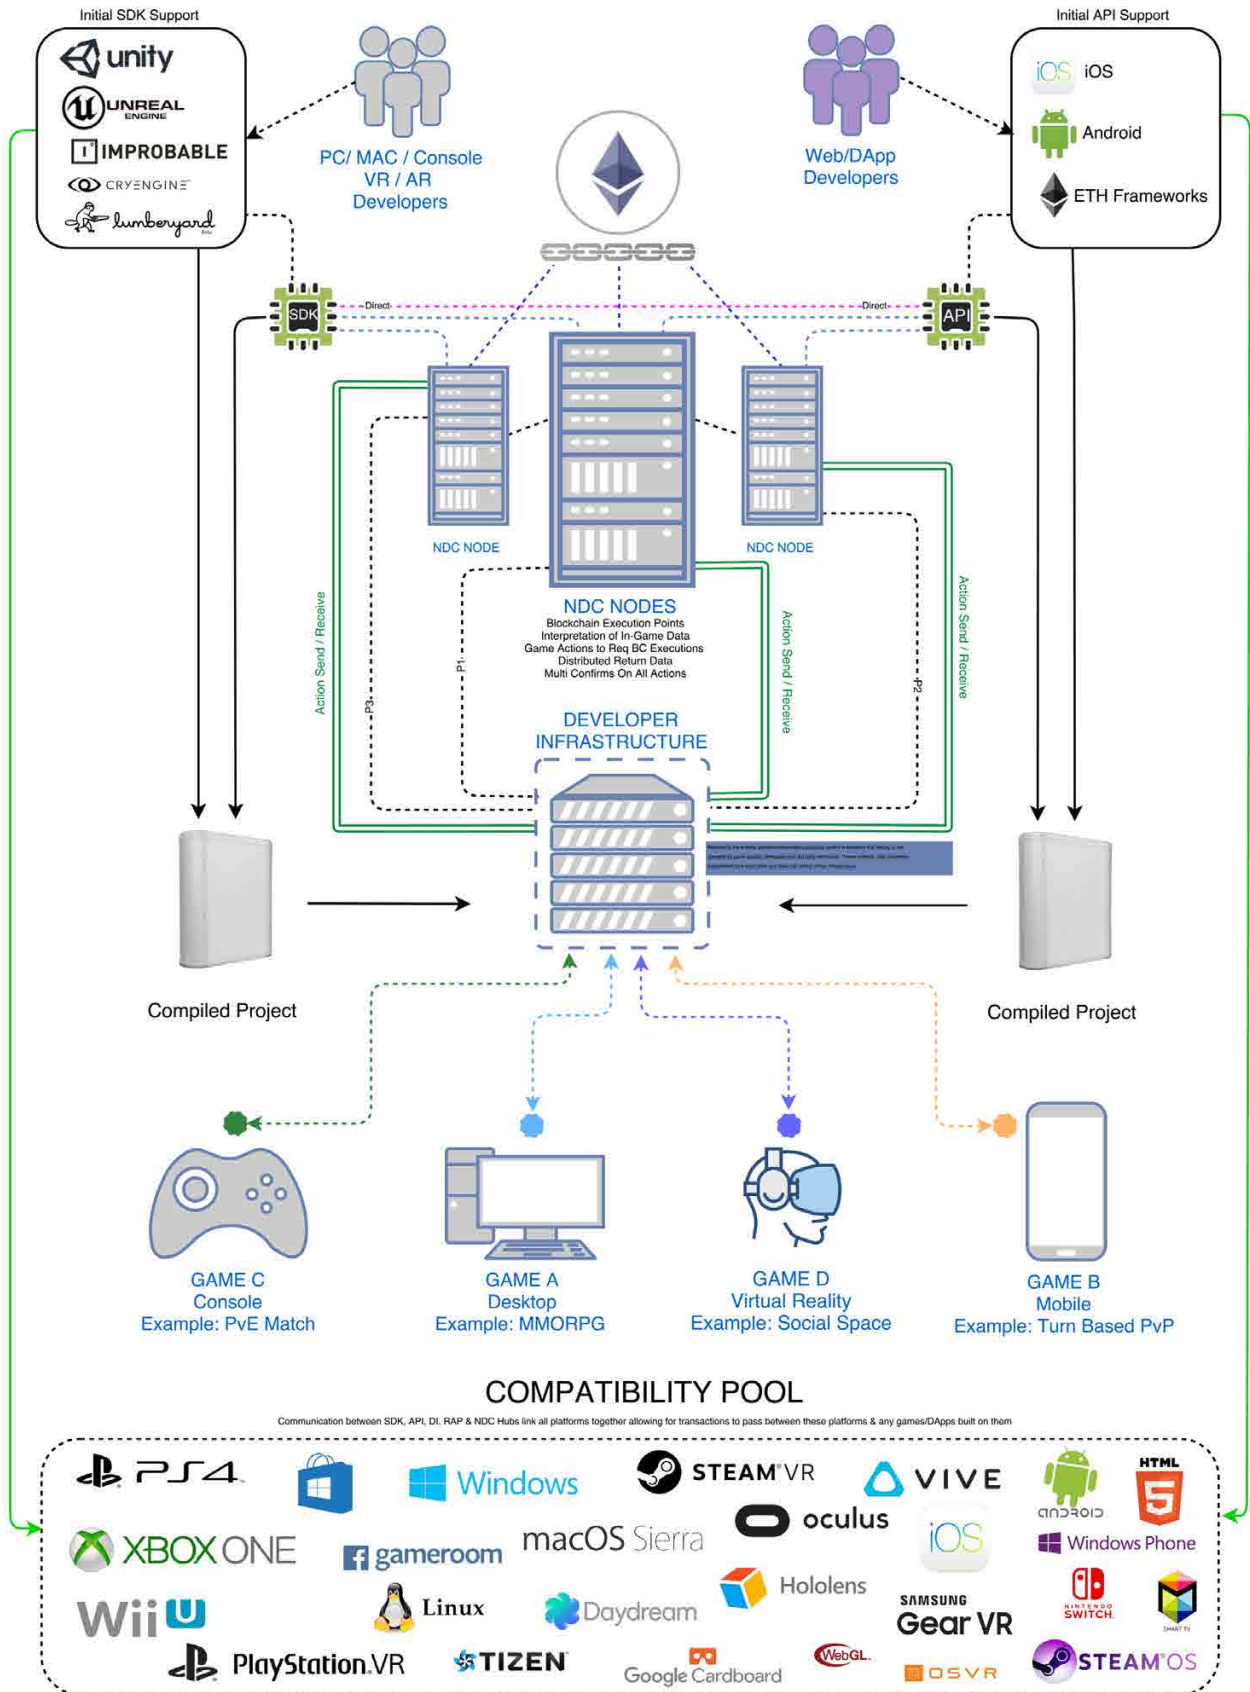 Initial SDK Support
Initial API Support
unity
UNREAL
ENGINE
IMPROBABLE
CRYENGINE
lumberyard
iOS iOS
Android
ETH Frameworks
PC/ MAC / Console
VR / AR
Developers
Web/DApp
Developers
SDK
Direct
Direct
API
NDC NODE
NDC NODE
NDC NODES
Blockchain Execution Points
Interpretation of In-Game Data
Game Actions to Req BC Executions
Distributed Return Data
Multi Confirms On All Actions
Action Send / Receive
P3
P1
Action Send / Receive
P2
Action Send / Receive
DEVELOPER
INFRASTRUCTURE
Compiled Project
Compiled Project
GAME C
Console
Example: PvE Match
GAME A
Desktop
Example: MMORPG
GAME D
Virtual Reality
Example: Social Space
GAME B
Mobile
Example: Turn Based PvP
COMPATIBILITY POOL
Communication between SDK, API, DI, RAP & NDC Hubs link all platforms together allowing for transactions to pass between these platforms & any games/DApps built on them
PS4
Windows
STEAM VR
VIVE
ANDROID
HTML
5
XBOX ONE
gameroom
macOS Sierra
oculus
iOS
Windows Phone
Wii U
Linux
Daydream
Hololens
SAMSUNG
Gear VR
NINTENDO
SWITCH
SMART TV
PlayStation.VR
TIZEN
Google Cardboard
WebGL
OSVR
STEAM OS